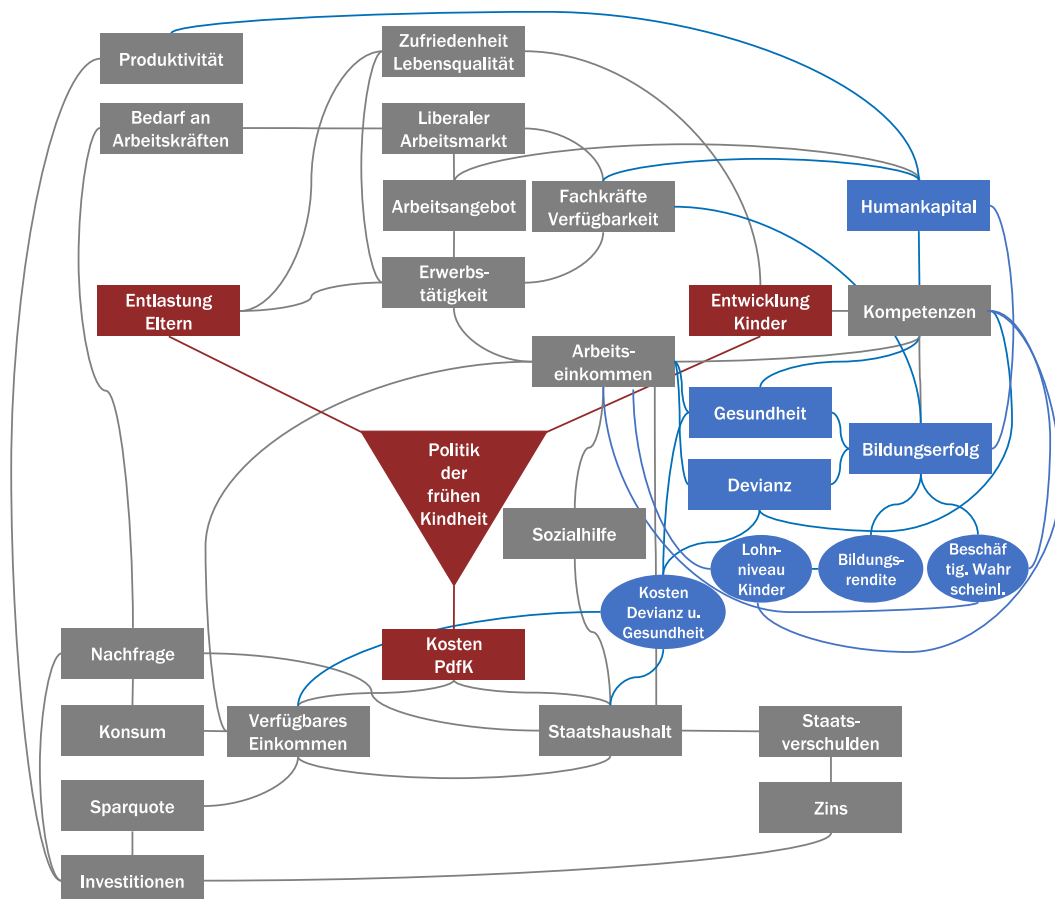 Zufriedenheit
Lebensqualität
Produktivität
Bedarf an
Arbeitskräften
Liberaler
Arbeitsmarkt
Arbeitsangebot
Fachkräfte
Verfügbarkeit
Humankapital
Erwerbs-
tätigkeit
Entlastung
Eltern
Entwicklung
Kinder
Kompetenzen
Arbeits-
einkommen
Gesundheit
Bildungserfolg
Politik
der
frühen
Kindheit
Devianz
Sozialhilfe
Lohn-
niveau
Kinder
Bildungs-
rendite
Beschäf
tig. Wahr
scheinl.
Kosten
Devianz u.
Gesundheit
Nachfrage
Kosten
PdfK
Konsum
Verfügbares
Einkommen
Staatshaushalt
Staats-
verschulden
Sparquote
Zins
Investitionen